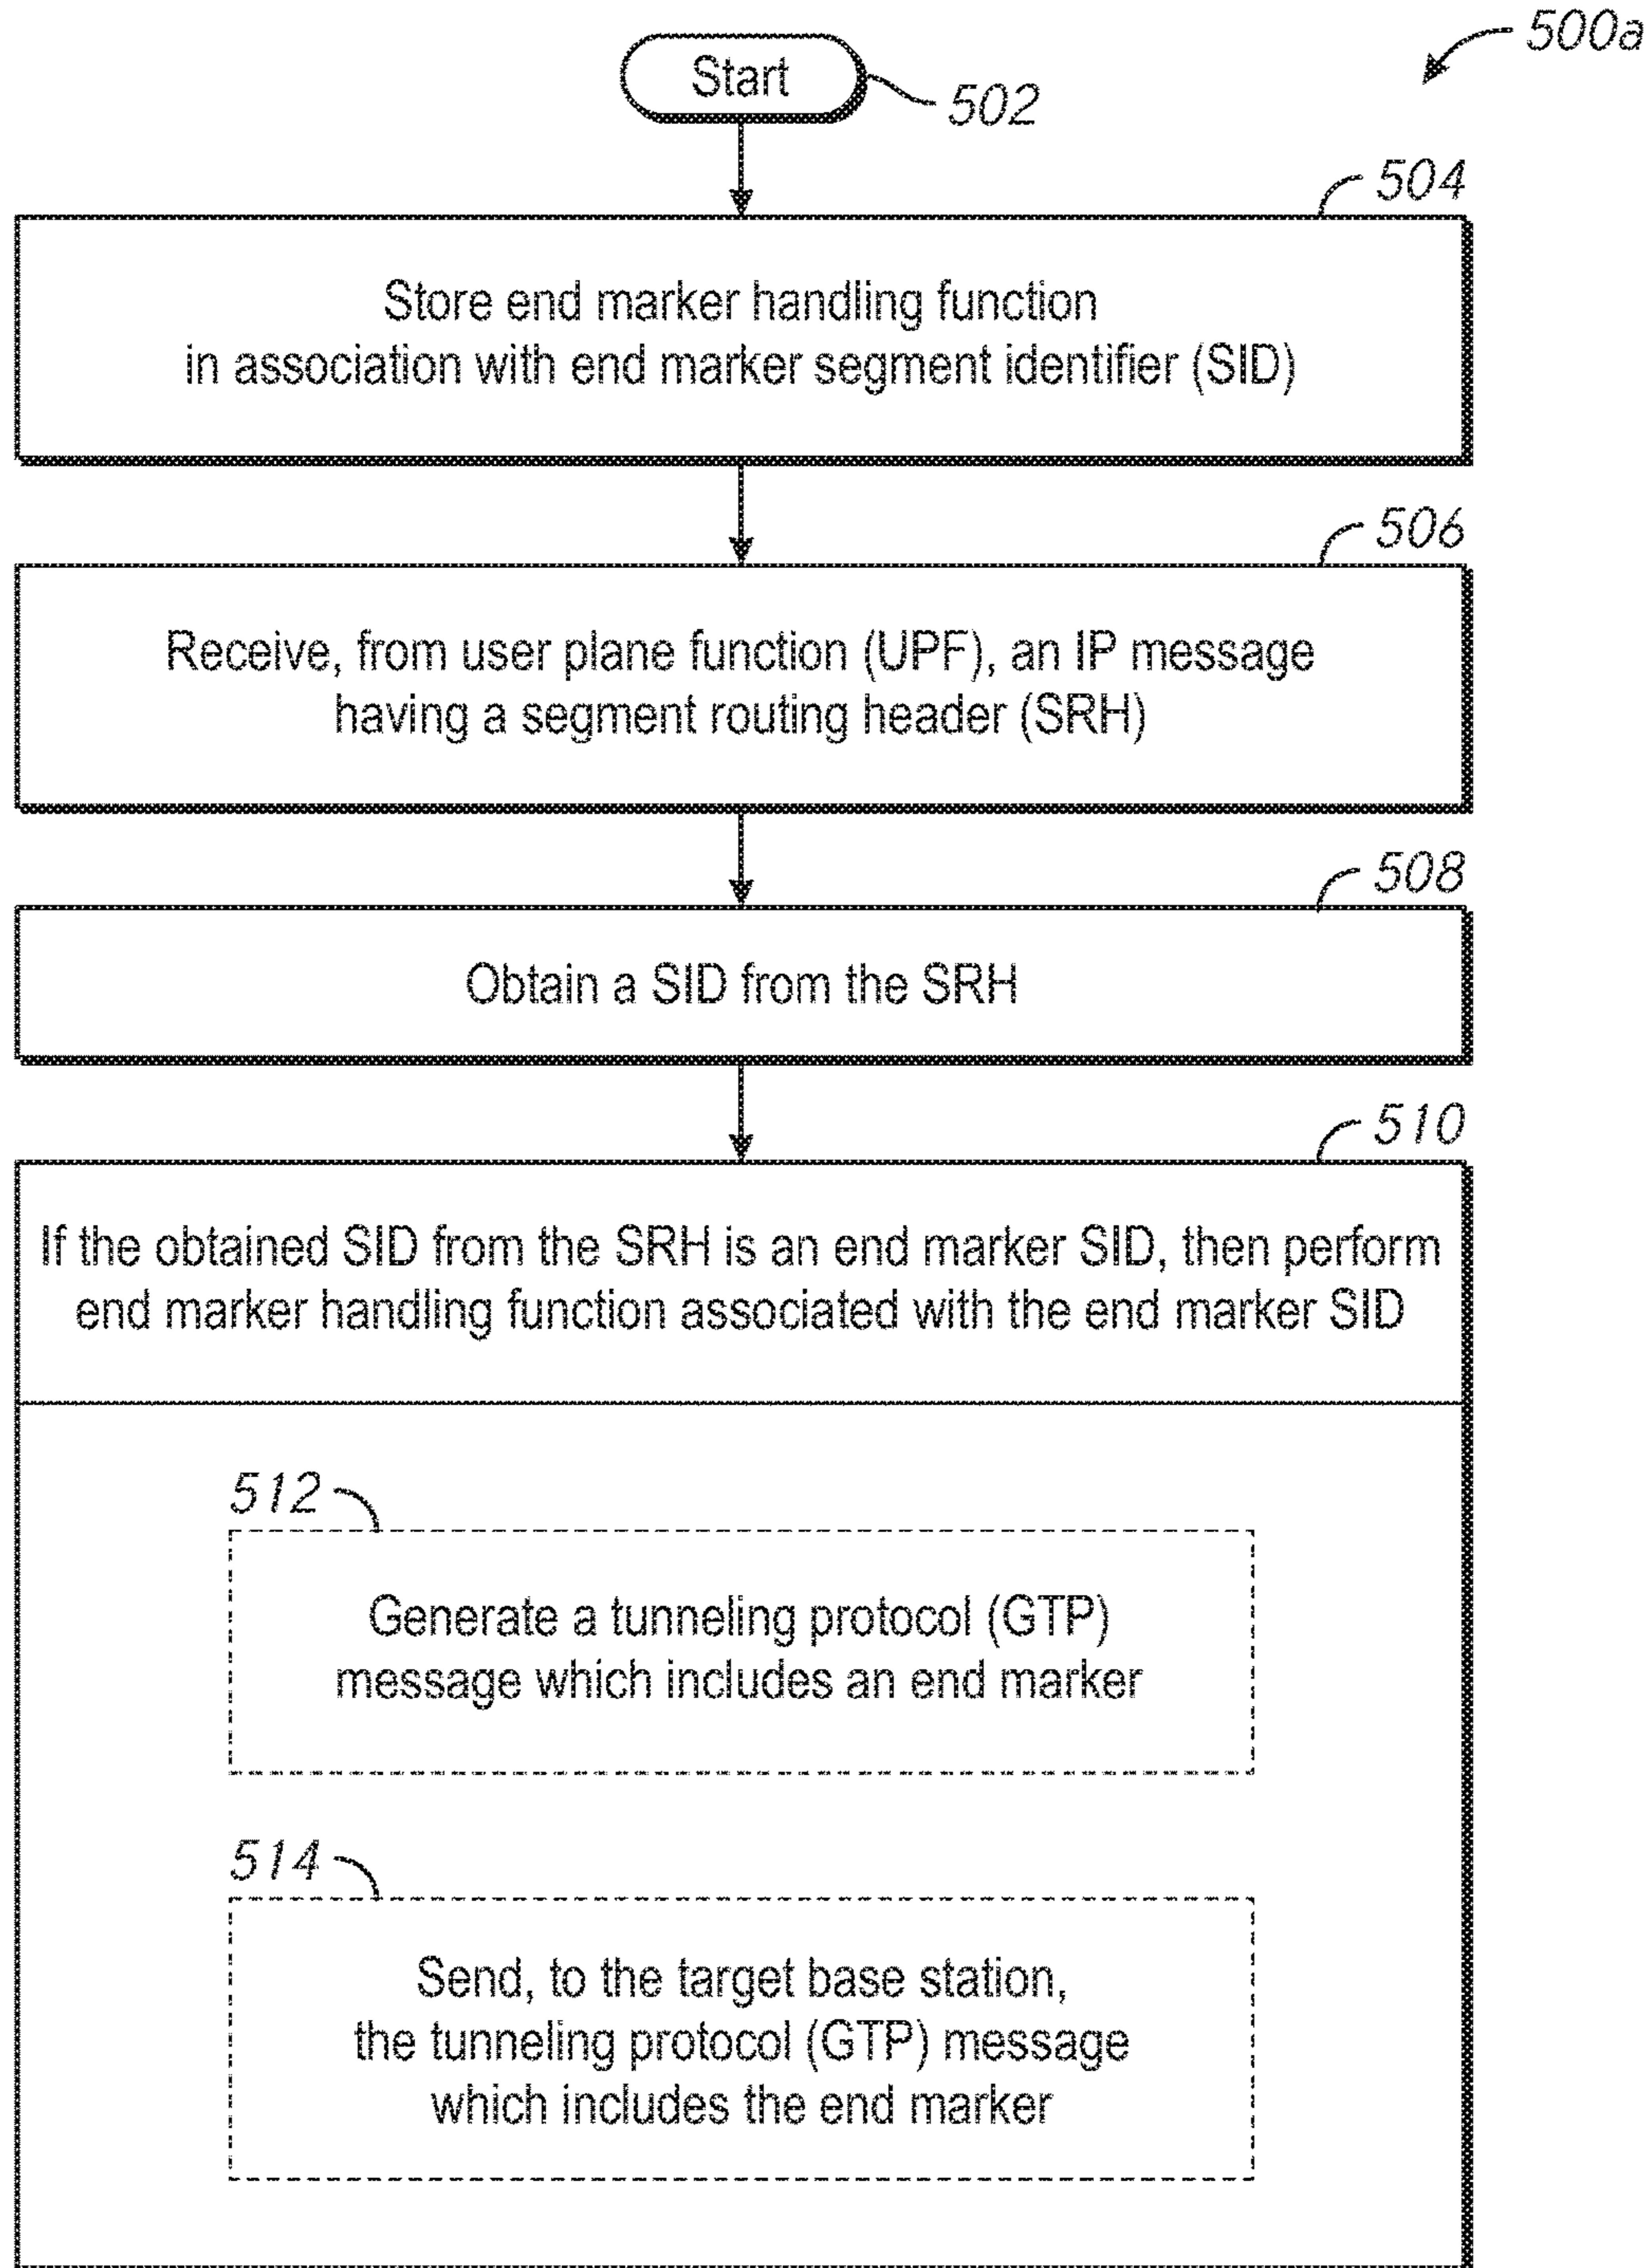 500a
Start
502
504
Store end marker handling function
in association with end marker segment identifier (SID)
506
Receive, from user plane function (UPF), an IP message
having a segment routing header (SRH)
508
Obtain a SID from the SRH
510
If the obtained SID from the SRH is an end marker SID, then perform
end marker handling function associated with the end marker SID
512
Generate a tunneling protocol (GTP)
message which includes an end marker
514
Send, to the target base station,
the tunneling protocol (GTP) message
which includes the end marker